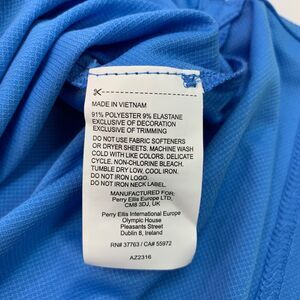 MADE IN VIETNAM
91% POLYESTER 9% ELASTANE
EXCLUSIVE OF DECORATION
EXCLUSIVE OF TRIMMING
DO NOT USE FABRIC SOFTENERS
OR DRYER SHEETS. MACHINE WASH
COLD WITH LIKE COLORS. DELICATE
CYCLE. NON-CHLORINE BLEACH.
TUMBLE DRY LOW, COOL IRON.
DO NOT IRON LOGO.
DO NOT IRON NECK LABEL.
MANUFACTURED FOR:
Perry Ellis Europe LTD,
CM8 3DJ, UK
Perry Ellis International Europe
Olympic House
Pleasants Street
Dublin 8, Ireland
RN# 37763 / CA# 55972
AZ2316